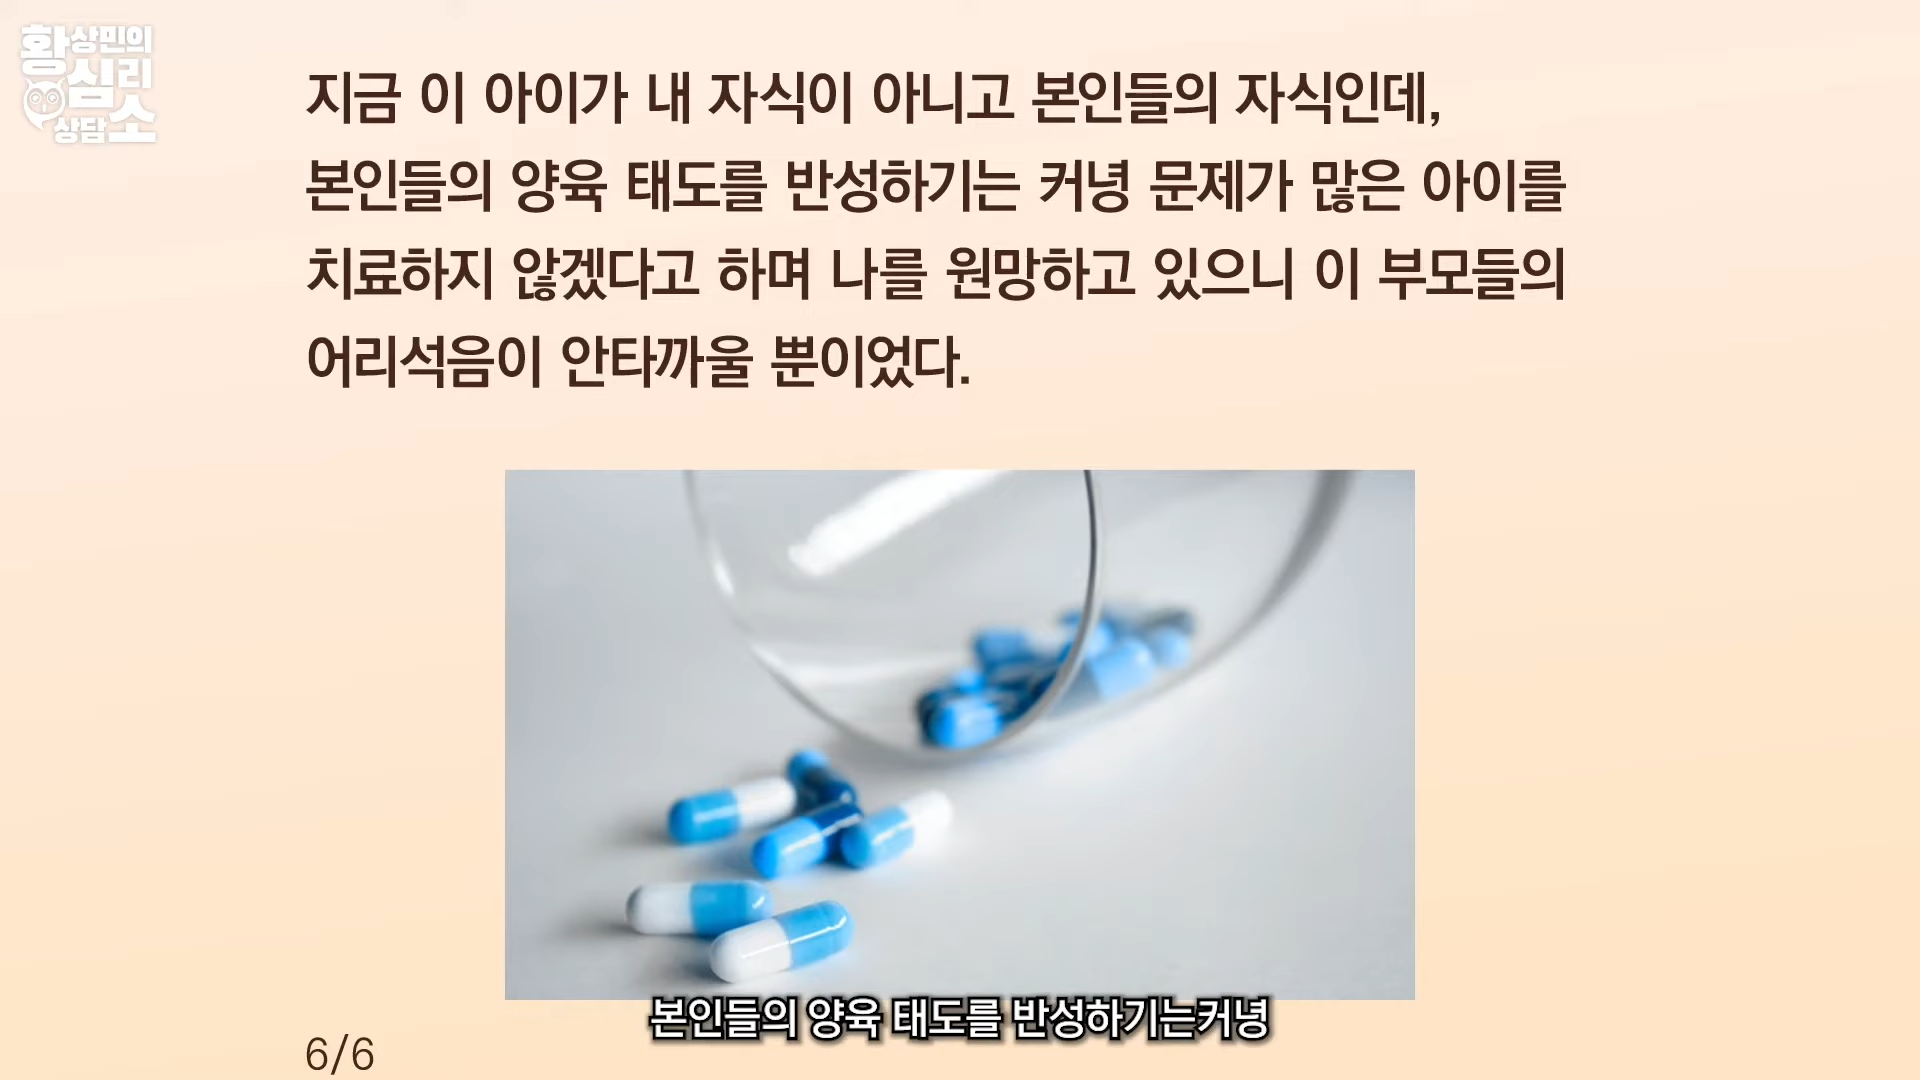 황상민의
심리
상담소
지금 이 아이가 내 자식이 아니고 본인들의 자식인데,
본인들의 양육 태도를 반성하기는 커녕 문제가 많은 아이를
치료하지 않겠다고 하며 나를 원망하고 있으니 이 부모들의
어리석음이 안타까울 뿐이었다.
본인들의 양육 태도를 반성하기는커녕
6/6